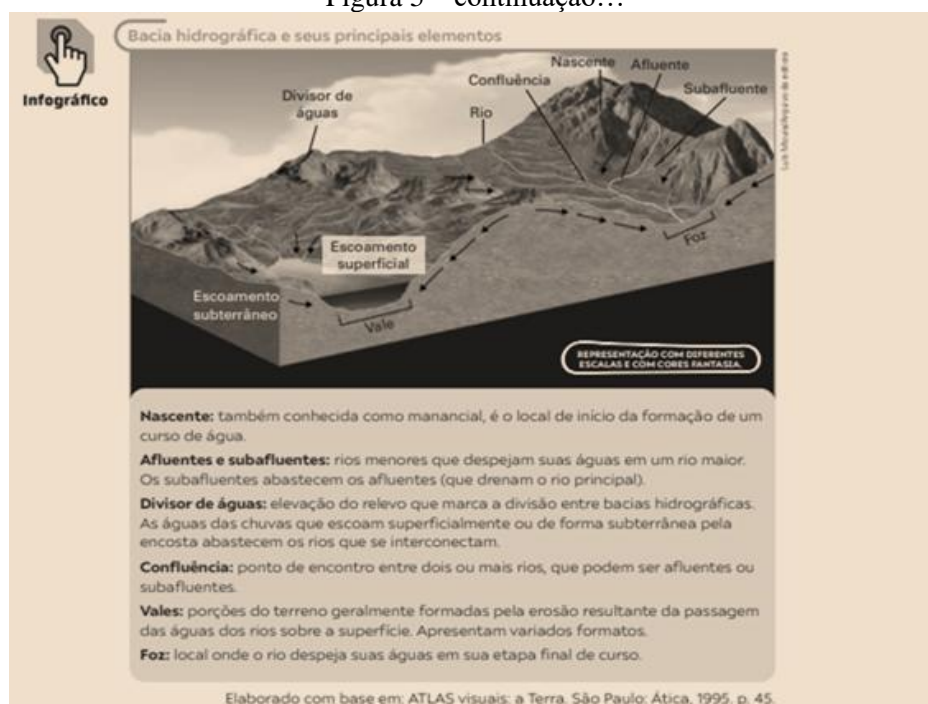 Figura 3 – continuação…
Infográfico
Bacia hidrográfica e seus principais elementos
Nascente
Afluente
Confluência
Subafluente
Divisor de
águas
Rio
Escoamento
superficial
Foz
Escoamento
subterrâneo
Vale
REPRESENTAÇÃO COM DIFERENTES
ESCALAS E COM CORES FANTASIA.
Nascente: também conhecida como manancial, é o local de início da formação de um
curso de água.
Afluentes e subafluentes: rios menores que despejam suas águas em um rio maior.
Os subafluentes abastecem os afluentes (que drenam o rio principal).
Divisor de águas: elevação do relevo que marca a divisão entre bacias hidrográficas.
As águas das chuvas que escoam superficialmente ou de forma subterrânea pela
encosta abastecem os rios que se interconectam.
Confluência: ponto de encontro entre dois ou mais rios, que podem ser afluentes ou
subafluentes.
Vales: porções do terreno geralmente formadas pela erosão resultante da passagem
das águas dos rios sobre a superfície. Apresentam variados formatos.
Foz: local onde o rio despeja suas águas em sua etapa final de curso.
Elaborado com base em: ATLAS visuais: a Terra. São Paulo: Ática, 1995. p. 45.